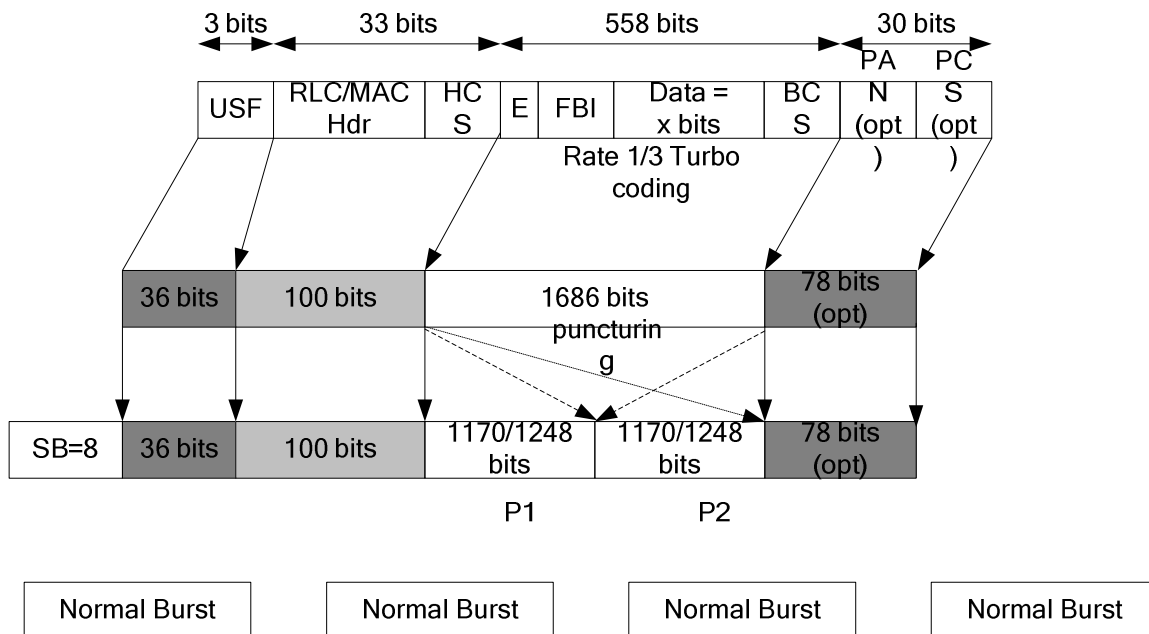 3 bits 33 bits 558 bits 30 bits
USF
RLC/MAC
Hdr
HC
S
E
FBI
Data =
x bits
BC
S
PA
N
(opt
)
PC
S
(opt
)
Rate 1/3 Turbo
coding
36 bits
100 bits
1686 bits
78 bits
(opt)
puncturin
g
SB=8
36 bits
100 bits
1170/1248
bits
1170/1248
bits
78 bits
(opt)
P1
P2
Normal Burst
Normal Burst
Normal Burst
Normal Burst